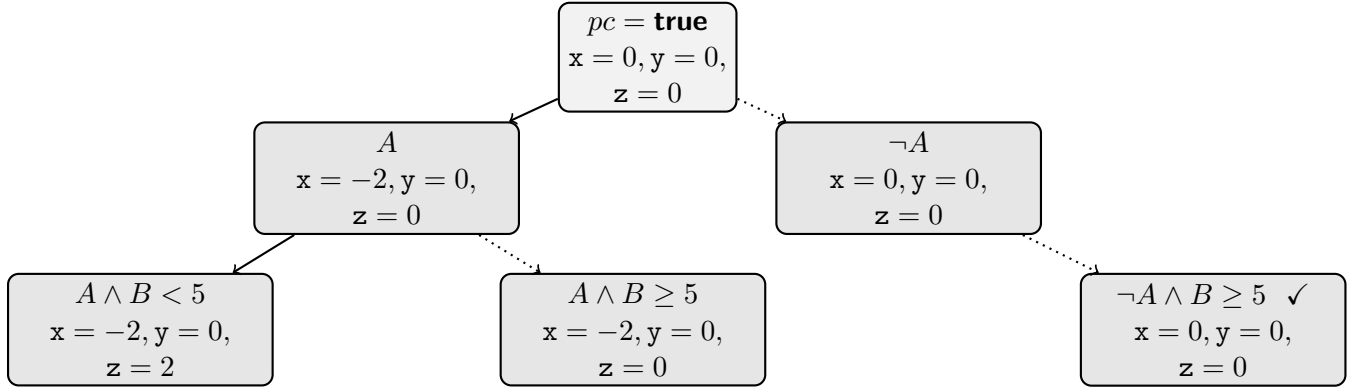 pc = true
x = 0, y = 0,
z = 0
A
x = −2, y = 0,
z = 0
¬A
x = 0, y = 0,
z = 0
A ∧ B < 5
x = −2, y = 0,
z = 2
A ∧ B ≥ 5
x = −2, y = 0,
z = 0
¬A ∧ B ≥ 5 ✓
x = 0, y = 0,
z = 0